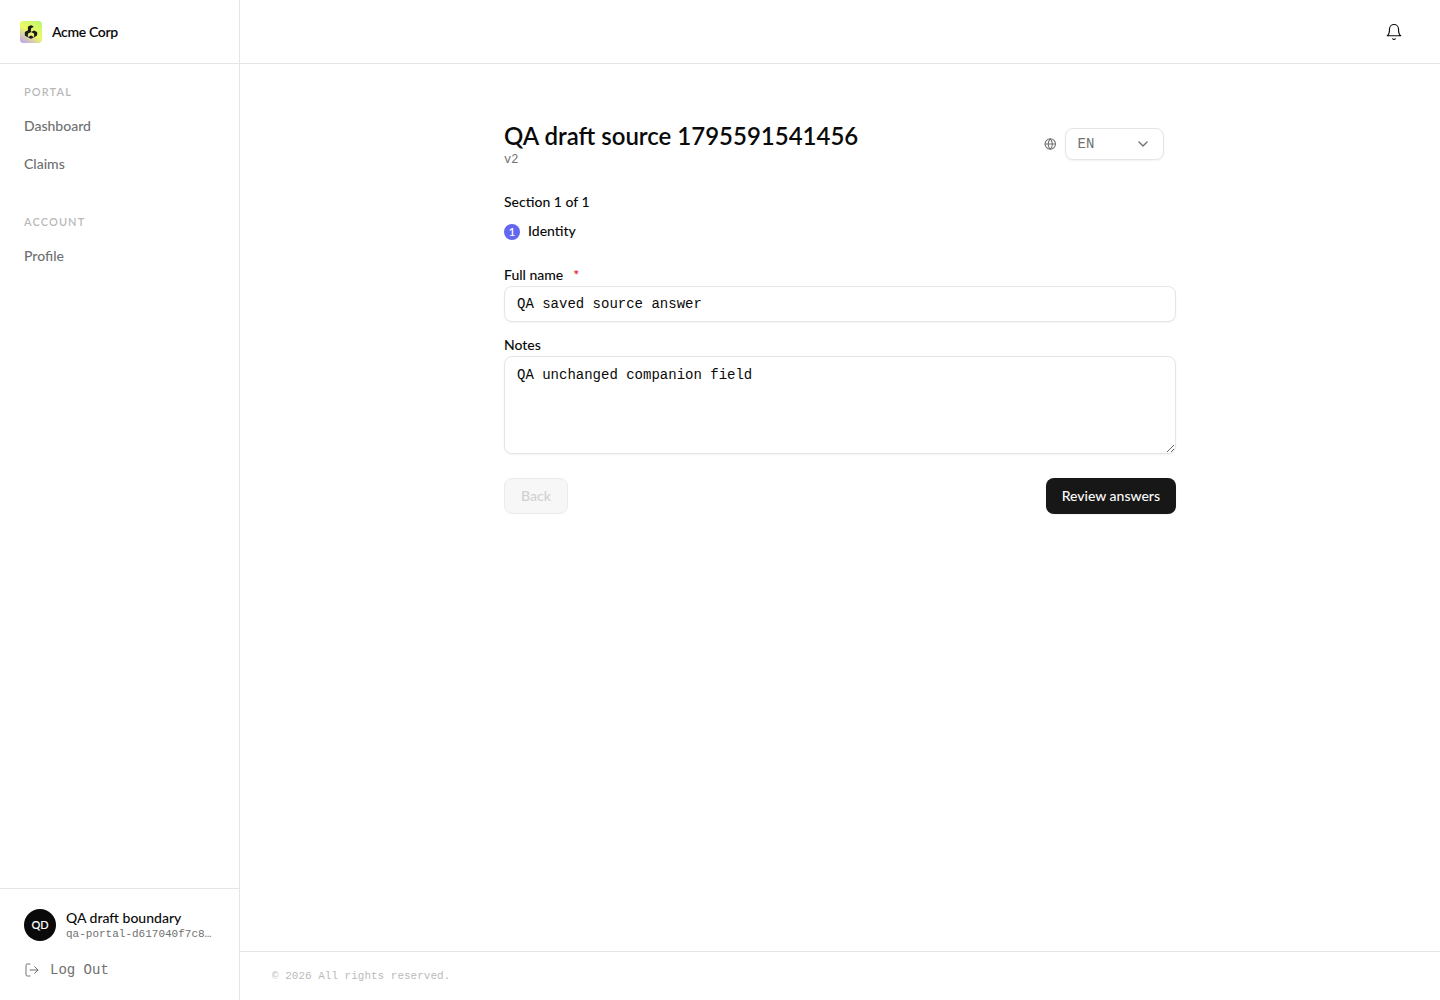 Acme Corp
PORTAL
Dashboard
Claims
ACCOUNT
Profile
QA draft source 1795591541456
v2
EN
Section 1 of 1
1 Identity
Full name *
QA saved source answer
Notes
QA unchanged companion field
Back
Review answers
QD
QA draft boundary
qa-portal-d617040f7c8…
Log Out
© 2026 All rights reserved.